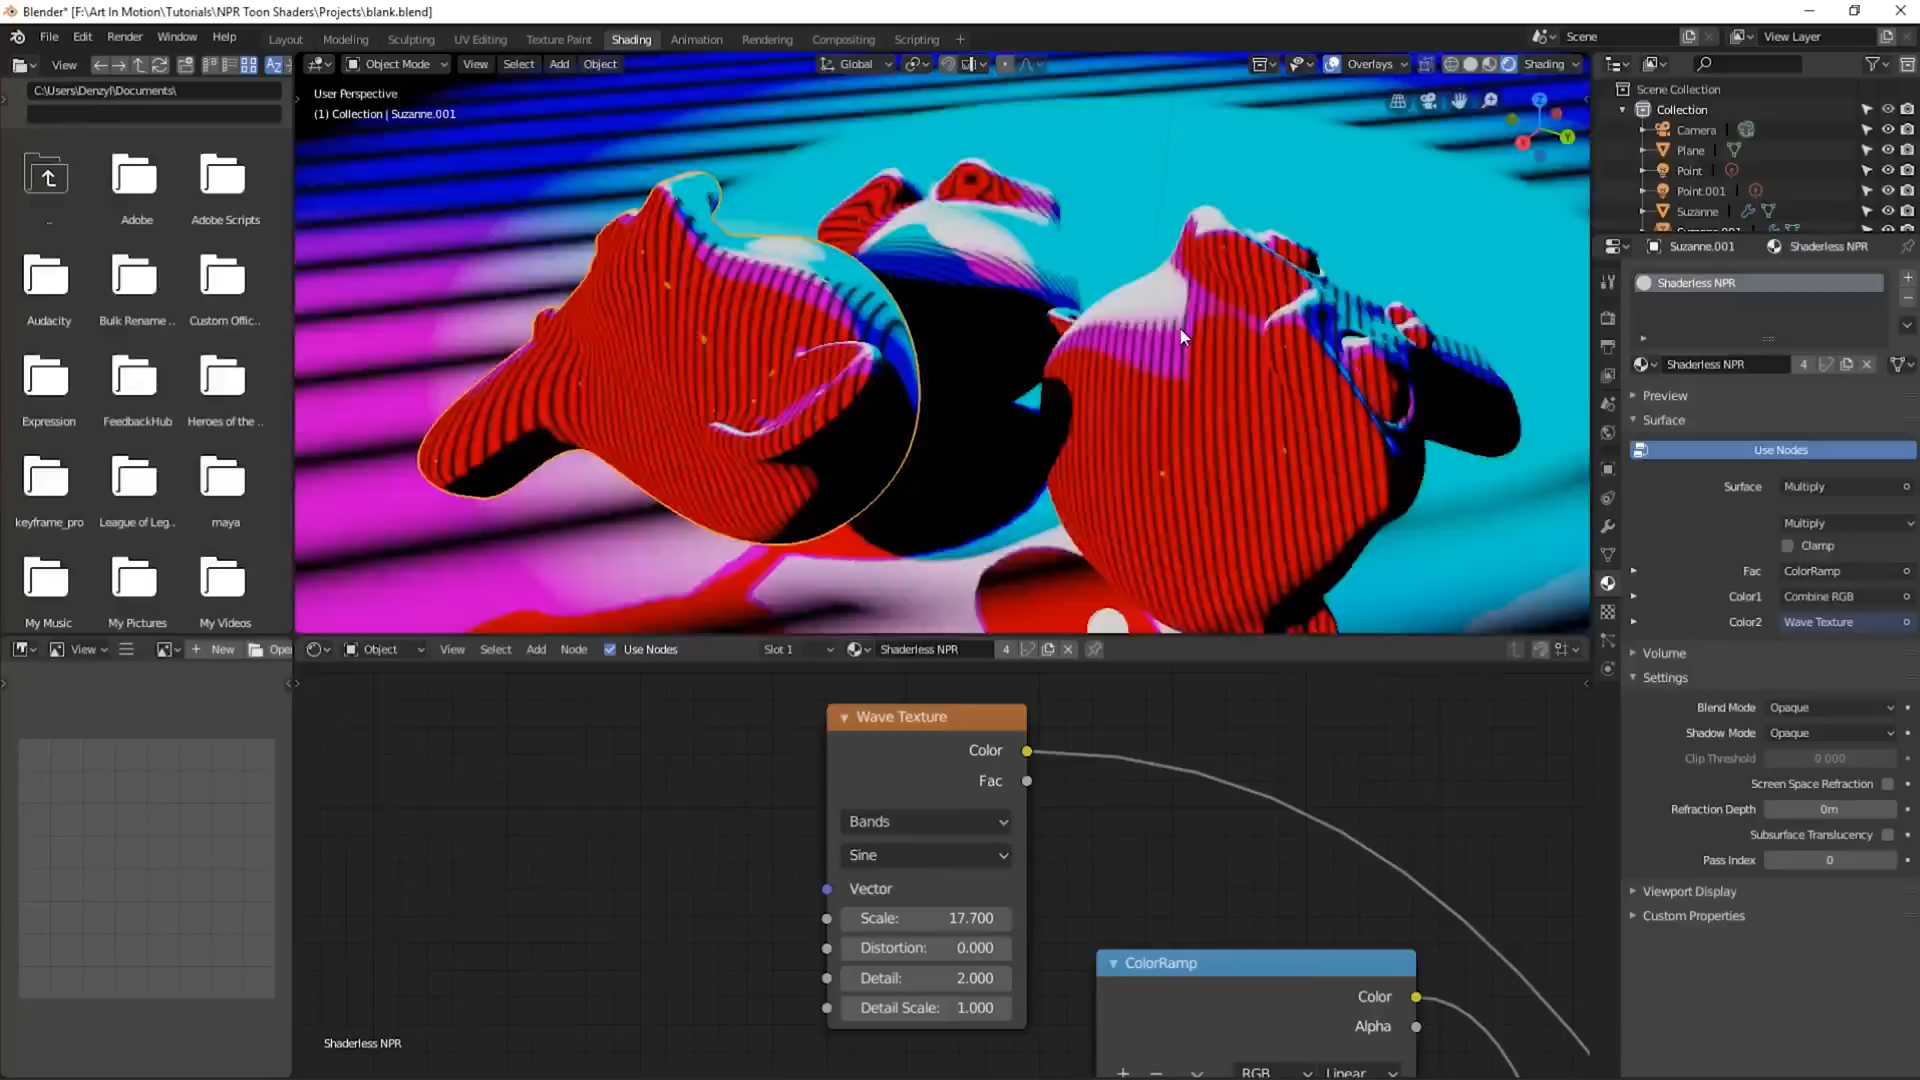 Blender* [F:\Art In Motion\Tutorials\NPR Toon Shaders\Projects\blank.blend]
File Edit Render Window Help Layout Modeling Sculpting UV Editing Texture Paint Shading Animation Rendering Compositing Scripting + Scene View Layer
View Object Mode View Select Add Object Global Overlays Shading
C:\Users\Denzyl\Documents\
User Perspective
(1) Collection | Suzanne.001
..
Adobe
Adobe Scripts
Audacity
Bulk Rename ..
Custom Offic..
Expression
FeedbackHub
Heroes of the ..
keyframe_pro
League of Leg..
maya
My Music
My Pictures
My Videos
Scene Collection
Collection
Camera
Plane
Point
Point.001
Suzanne
Suzanne.001 Shaderless NPR
Shaderless NPR
Shaderless NPR 4
Preview
Surface
Use Nodes
Surface Multiply
Multiply
Clamp
Fac ColorRamp
Color1 Combine RGB
Color2 Wave Texture
Volume
Settings
Blend Mode Opaque
Shadow Mode Opaque
Clip Threshold 0.000
Screen Space Refraction
Refraction Depth 0m
Subsurface Translucency
Pass Index 0
Viewport Display
Custom Properties
View New Open Object View Select Add Node Use Nodes Slot 1 Shaderless NPR 4
Wave Texture
Color
Fac
Bands
Sine
Vector
Scale: 17.700
Distortion: 0.000
Detail: 2.000
Detail Scale: 1.000
ColorRamp
Color
Alpha
RGB Linear
Shaderless NPR